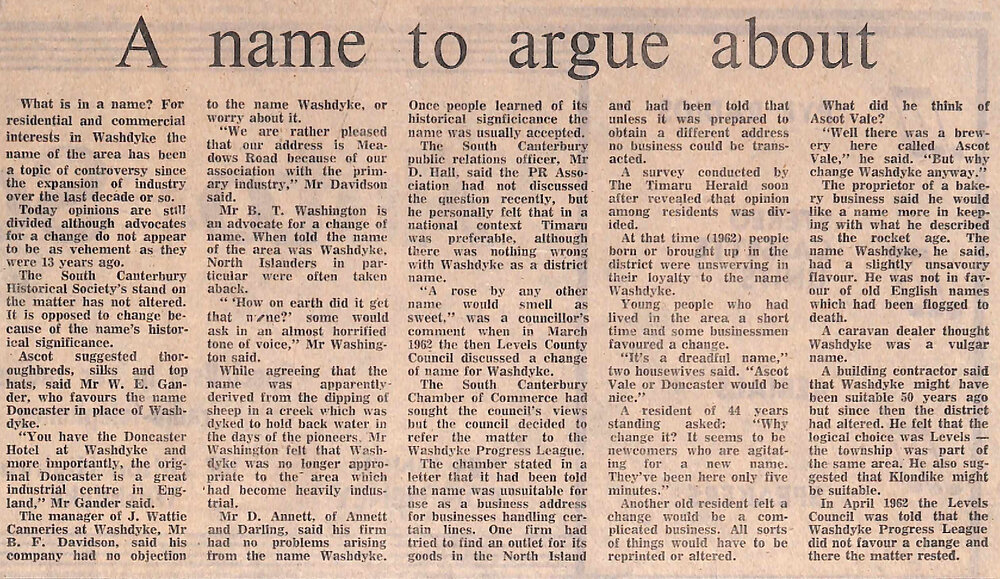 A name to argue about
What is in a name? For
residential and commercial
interests in Washdyke the
name of the area has been
a topic of controversy since
the expansion of industry
over the last decade or so.
Today opinions are still
divided although advocates
for a change do not appear
to be as vehement as they
were 13 years ago.
The South Canterbury
Historical Society's stand on
the matter has not altered.
It is opposed to change be-
cause of the name's histor-
ical significance.
Ascot suggested thor-
oughbreds, silks and top
hats, said Mr W. E. Gan-
der, who favours the name
Doncaster in place of Wash-
dyke.
"You have the Doncaster
Hotel at Washdyke and
more importantly, the orig-
inal Doncaster is a great
industrial centre in Eng-
land," Mr Gander said.
The manager of J. Wattie
Canneries at Washdyke, Mr
B. F. Davidson, said his
company had no objection
to the name Washdyke, or
worry about it.
"We are rather pleased
that our address is Mea-
dows Road because of our
association with the prim-
ary industry," Mr Davidson
said.
Mr B. T. Washington is
an advocate for a change of
name. When told the name
of the area was Washdyke,
North Islanders in par-
ticular were often taken
aback.
" 'How on earth did it get
that name?' some would
ask in an almost horrified
tone of voice," Mr Washing-
ton said.
While agreeing that the
name was apparently
derived from the dipping of
sheep in a creek which was
dyked to hold back water in
the days of the pioneers, Mr
Washington felt that Wash-
dyke was no longer appro-
priate to the area which
had become heavily indus-
trial.
Mr D. Annett, of Annett
and Darling, said his firm
had no problems arising
from the name Washdyke.
Once people learned of its
historical signficicance the
name was usually accepted.
The South Canterbury
public relations officer, Mr
D. Hall, said the PR Asso-
ciation had not discussed
the question recently, but
he personally felt that in a
national context Timaru
was preferable, although
there was nothing wrong
with Washdyke as a district
name.
"A rose by any other
name would smell as
sweet," was a councillor's
comment when in March
1962 the then Levels County
Council discussed a change
of name for Washdyke.
The South Canterbury
Chamber of Commerce had
sought the council's views
but the council decided to
refer the matter to the
Washdyke Progress League.
The chamber stated in a
letter that it had been told
the name was unsuitable for
use as a business address
for businesses handling cer-
tain lines. One firm had
tried to find an outlet for its
goods in the North Island
and had been told that
unless it was prepared to
obtain a different address
no business could be trans-
acted.
A survey conducted by
The Timaru Herald soon
after revealed that opinion
among residents was div-
ided.
At that time (1962) people
born or brought up in the
district were unswerving in
their loyalty to the name
Washdyke.
Young people who had
lived in the area a short
time and some businessmen
favoured a change.
"It's a dreadful name,"
two housewives said. "Ascot
Vale or Doncaster would be
nice."
A resident of 44 years
standing asked: "Why
change it? It seems to be
newcomers who are agitat-
ing for a new name.
They've been here only five
minutes."
Another old resident felt a
change would be a com-
plicated business. All sorts
of things would have to be
reprinted or altered.
What did he think of
Ascot Vale?
"Well there was a brew-
ery here called Ascot
Vale," he said. "But why
change Washdyke anyway."
The proprietor of a bake-
ry business said he would
like a name more in keep-
ing with what he described
as the rocket age. The
name Washdyke, he said,
had a slightly unsavoury
flavour. He was not in fav-
our of old English names
which had been flogged to
death.
A caravan dealer thought
Washdyke was a vulgar
name.
A building contractor said
that Washdyke might have
been suitable 50 years ago
but since then the district
had altered. He felt that the
logical choice was Levels —
the township was part of
the same area. He also sug-
gested that Klondike might
be suitable.
In April 1962 the Levels
Council was told that the
Washdyke Progress League
did not favour a change and
there the matter rested.